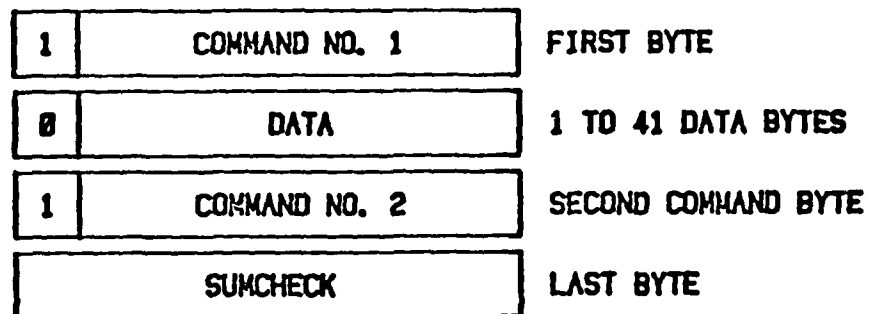 1 COMMAND NO. 1 FIRST BYTE
0 DATA 1 TO 41 DATA BYTES
1 COMMAND NO. 2 SECOND COMMAND BYTE
SUMCHECK LAST BYTE